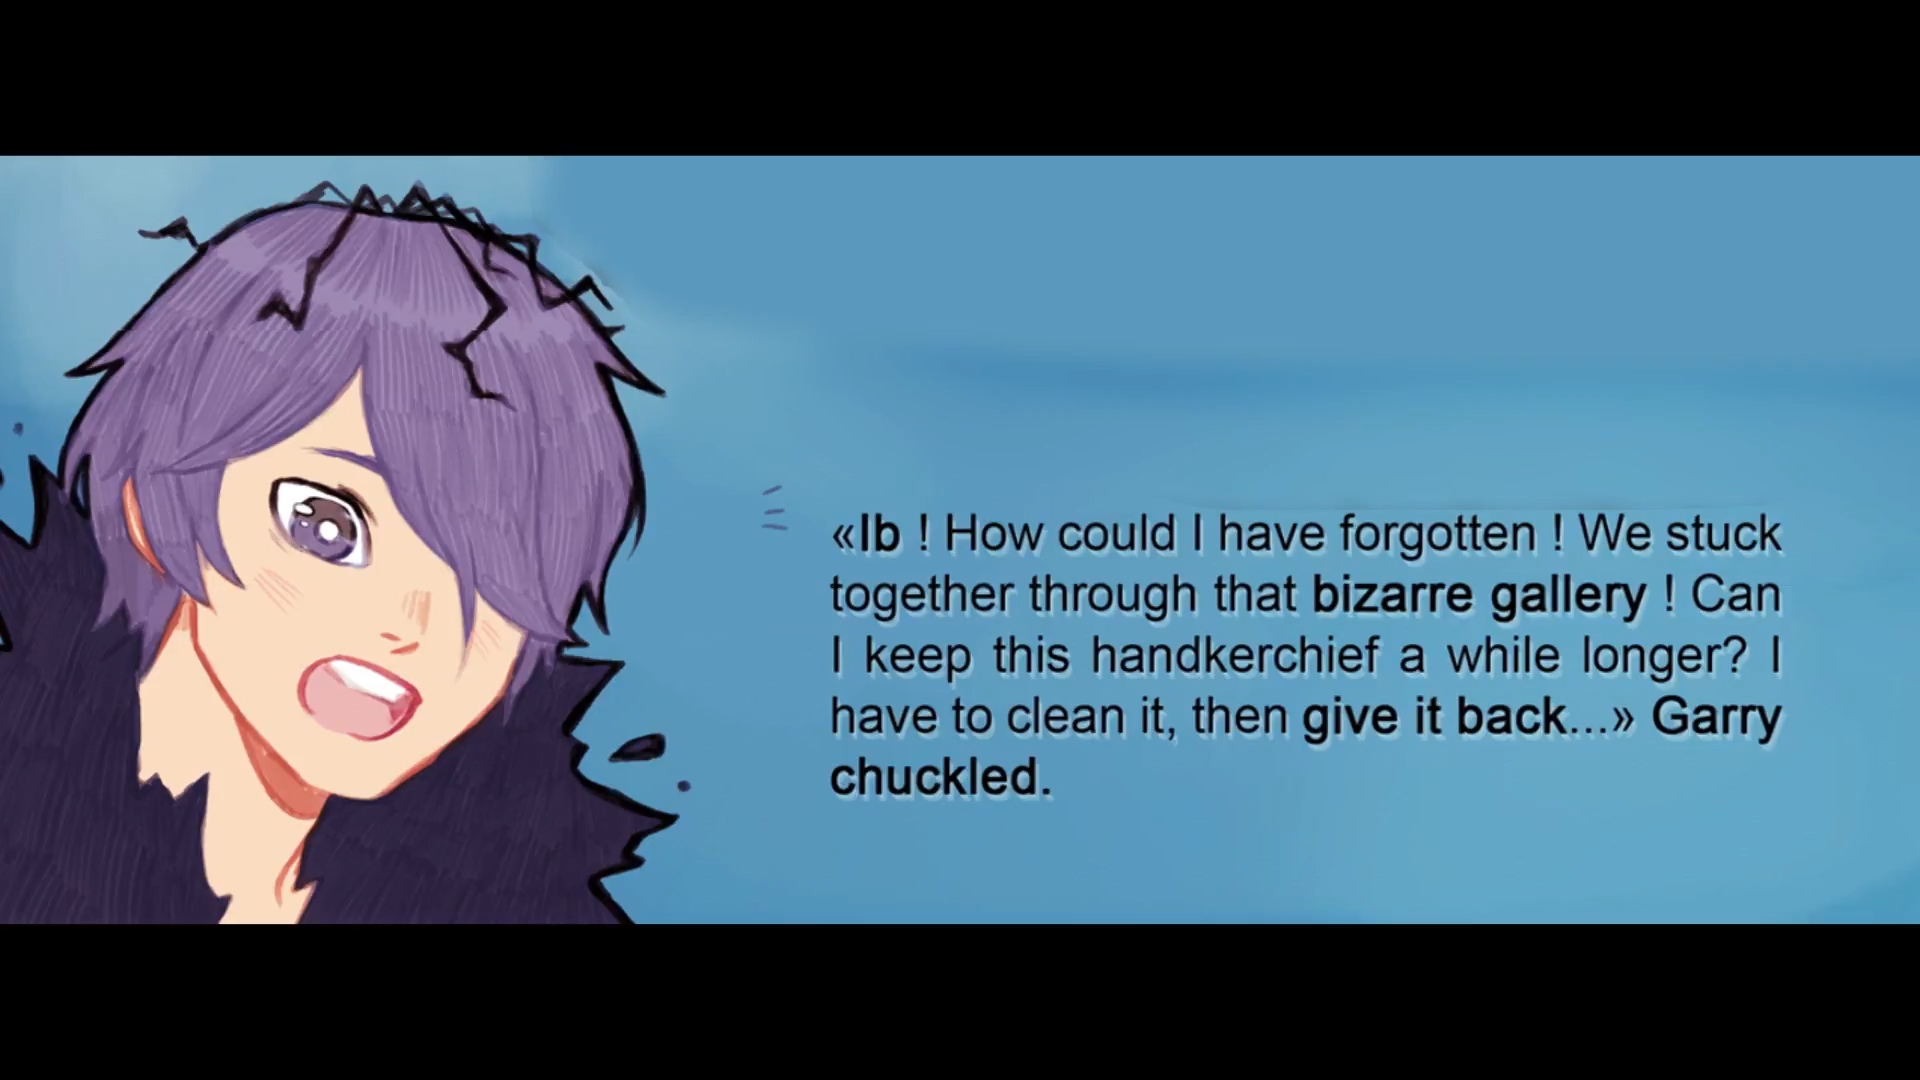 «Ib ! How could I have forgotten ! We stuck
together through that bizarre gallery ! Can
I keep this handkerchief a while longer? I
have to clean it, then give it back...» Garry
chuckled.